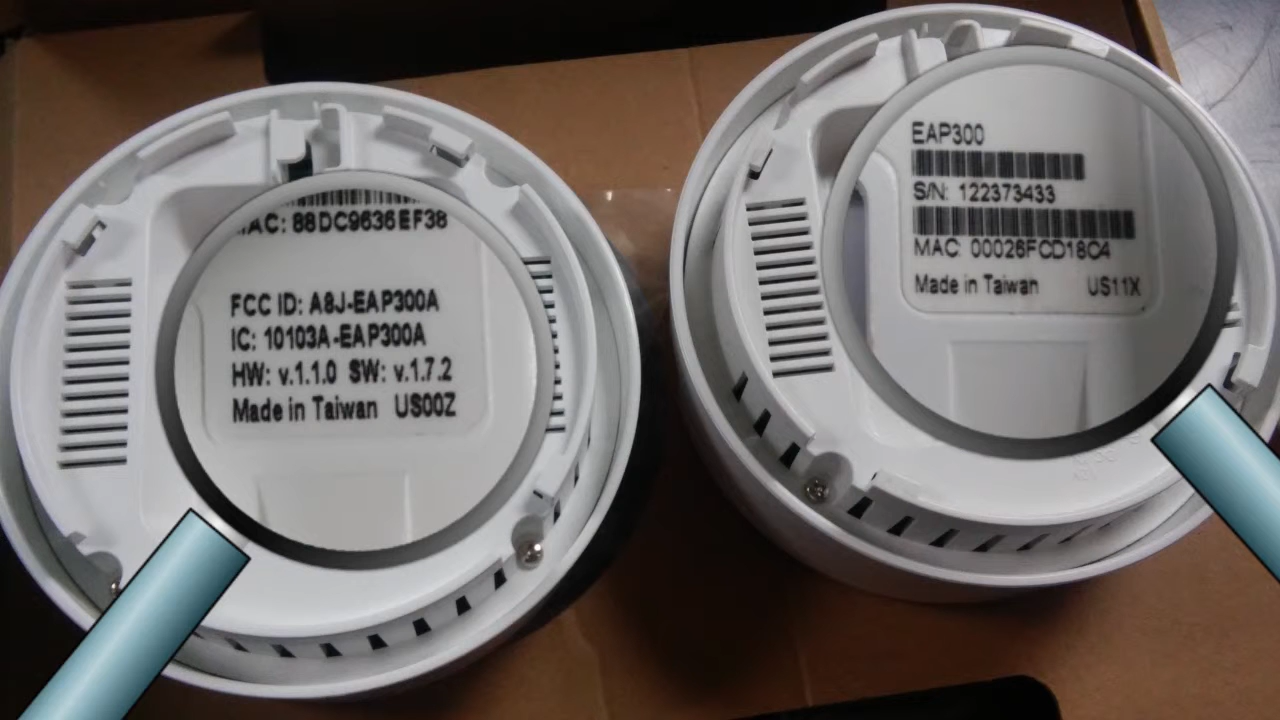 MAC: 88DC9636EF38
FCC ID: A8J-EAP300A
IC: 10103A-EAP300A
HW: v.1.1.0 SW: v.1.7.2
Made in Taiwan US00Z
EAP300
S/N: 122373433
MAC: 00026FCD18C4
Made in Taiwan US11X